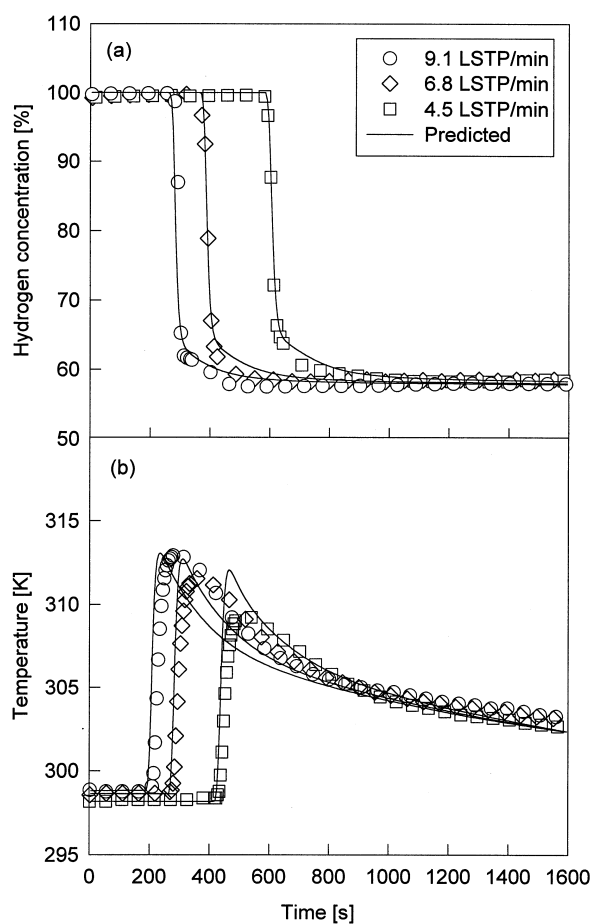 110
(a)
9.1 LSTP/min
6.8 LSTP/min
4.5 LSTP/min
Predicted
100
90
80
70
60
50
Hydrogen concentration [%]
(b)
315
310
305
300
295
Temperature [K]
0 200 400 600 800 1000 1200 1400 1600
Time [s]